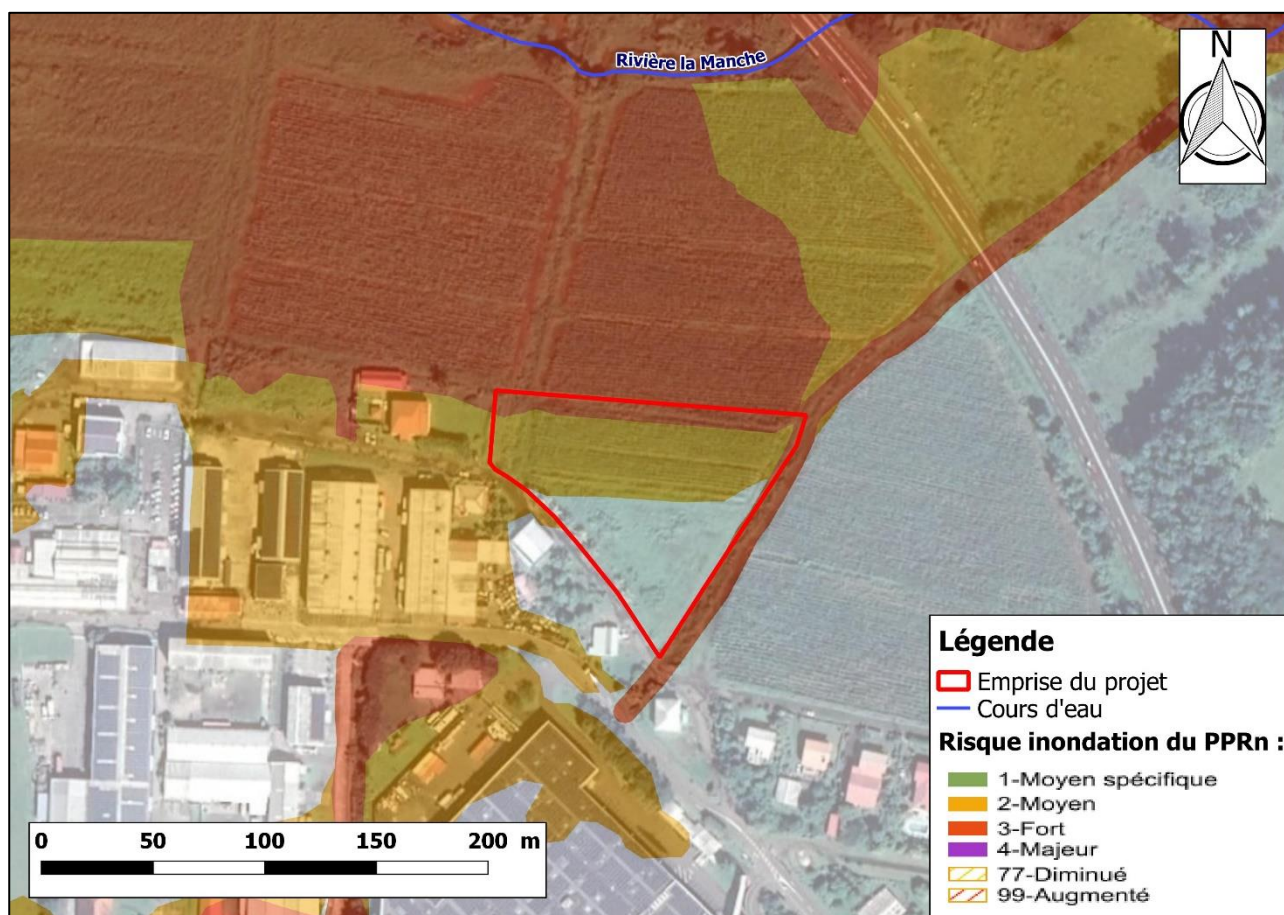 Rivière la Manche
N
Légende
Emprise du projet
Cours d'eau
Risque inondation du PPRn :
1-Moyen spécifique
2-Moyen
3-Fort
4-Majeur
77-Diminué
99-Augmenté
0 50 100 150 200 m